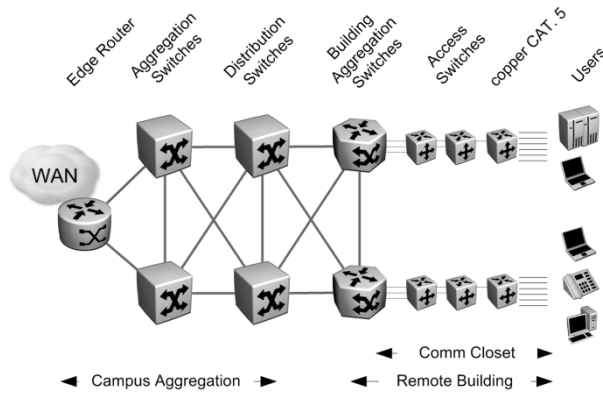 Edge Router
Aggregation
Switches
Distribution
Switches
Building
Aggregation
Switches
Access
Switches
copper CAT. 5
Users
WAN
Comm Closet
Campus Aggregation
Remote Building